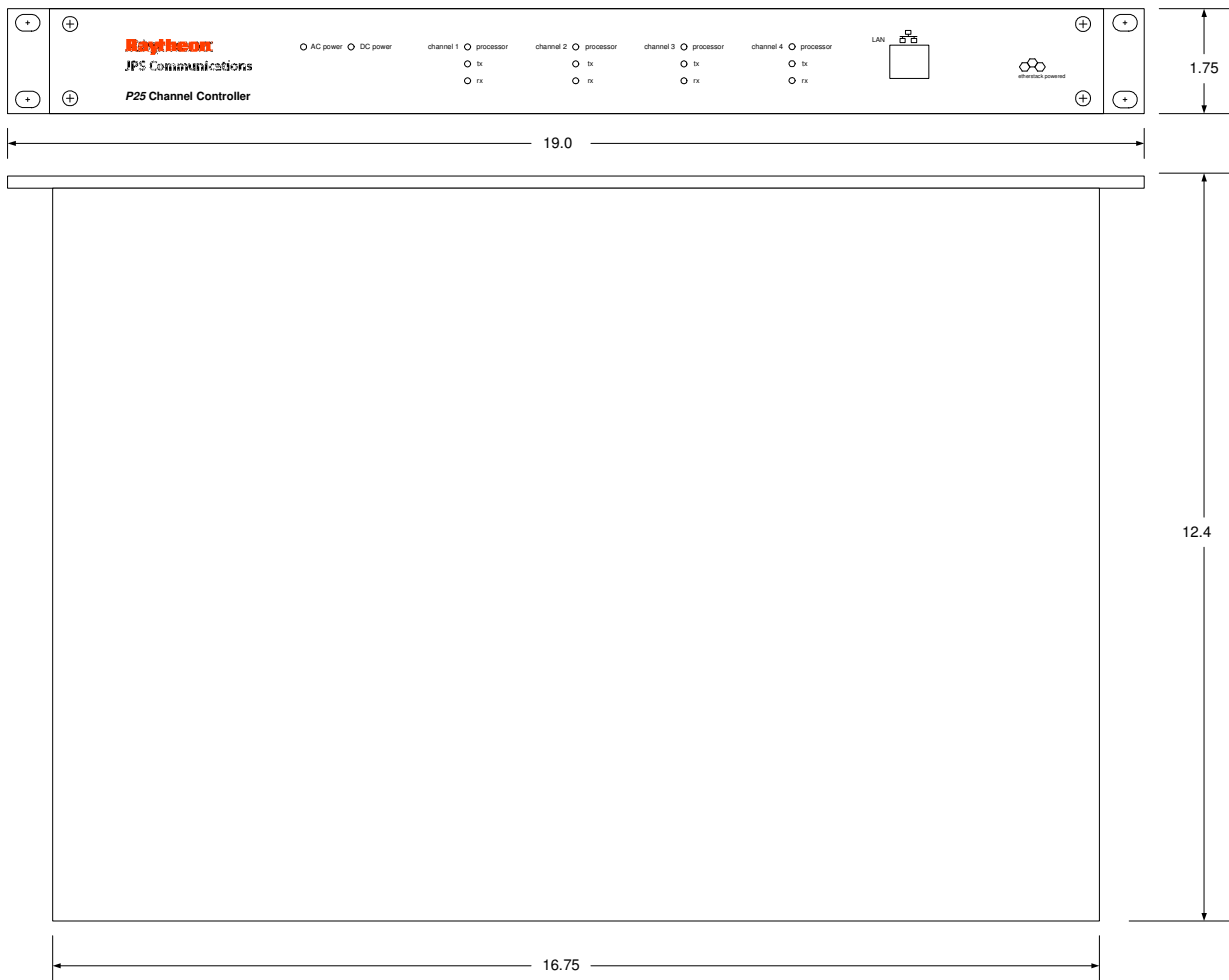 Raytheon
JPS Communications
P25 Channel Controller
AC power DC power
channel 1 processor
tx
rx
channel 2 processor
tx
rx
channel 3 processor
tx
rx
channel 4 processor
tx
rx
LAN
etherstack powered
1.75
19.0
12.4
16.75